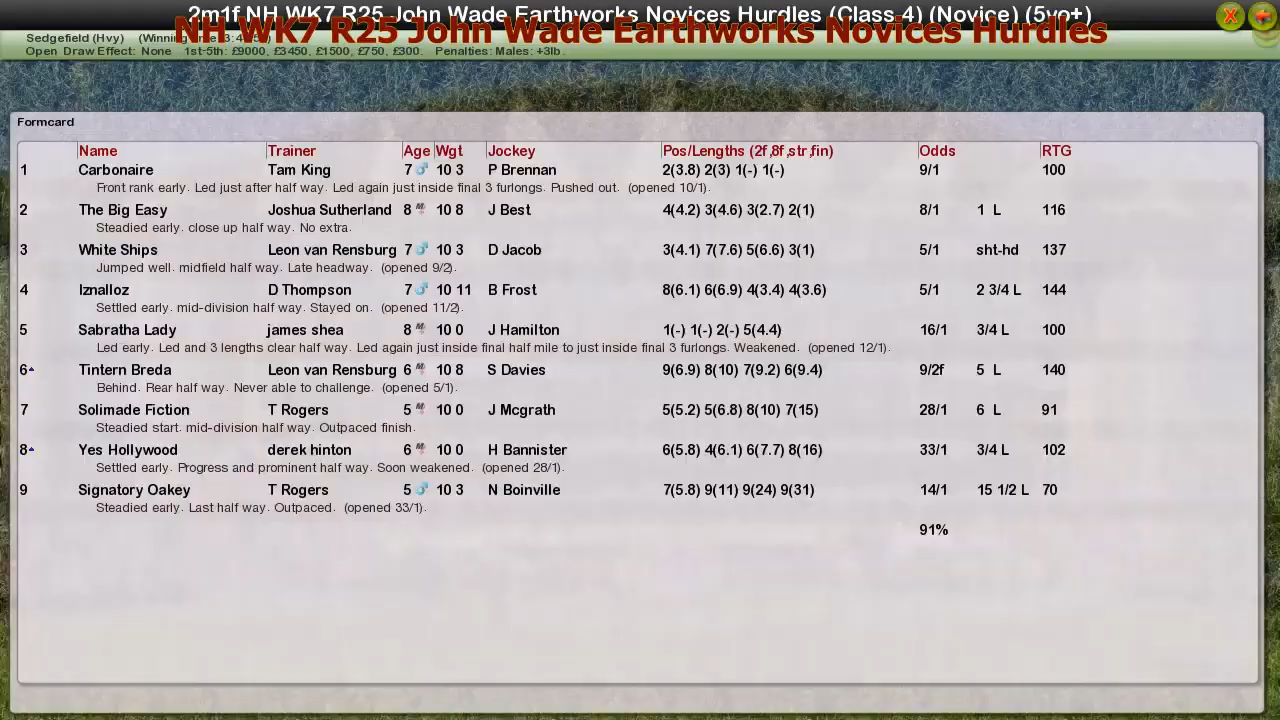 2m1f NH WK7 R25 John Wade Earthworks Novices Hurdles (Class 4) (Novice) (5yo+)
NH WK7 R25 John Wade Earthworks Novices Hurdles
Sedgefield (Hvy)
Open Draw Effect: None 1st-5th: £9000, £3450, £1500, £750, £300. Penalties: Males: +3lb.
Formcard
Name Trainer Age Wgt Jockey Pos/Lengths (2f,8f,str,fin) Odds RTG
1 Carbonaire Tam King 7 10 3 P Brennan 2(3.8) 2(3) 1(-) 1(-) 9/1 100
Front rank early. Led just after half way. Led again just inside final 3 furlongs. Pushed out. (opened 10/1).
2 The Big Easy Joshua Sutherland 8 10 8 J Best 4(4.2) 3(4.6) 3(2.7) 2(1) 8/1 1 L 116
Steadied early. close up half way. No extra.
3 White Ships Leon van Rensburg 7 10 3 D Jacob 3(4.1) 7(7.6) 5(6.6) 3(1) 5/1 sht-hd 137
Jumped well. midfield half way. Late headway. (opened 9/2).
4 Iznalloz D Thompson 7 10 11 B Frost 8(6.1) 6(6.9) 4(3.4) 4(3.6) 5/1 2 3/4 L 144
Settled early. mid-division half way. Stayed on. (opened 11/2).
5 Sabratha Lady james shea 8 10 0 J Hamilton 1(-) 1(-) 2(-) 5(4.4) 16/1 3/4 L 100
Led early. Led and 3 lengths clear half way. Led again just inside final half mile to just inside final 3 furlongs. Weakened. (opened 12/1).
6 Tintern Breda Leon van Rensburg 6 10 8 S Davies 9(6.9) 8(10) 7(9.2) 6(9.4) 9/2f 5 L 140
Behind. Rear half way. Never able to challenge. (opened 5/1).
7 Solimade Fiction T Rogers 5 10 0 J Mcgrath 5(5.2) 5(6.8) 8(10) 7(15) 28/1 6 L 91
Steadied start. mid-division half way. Outpaced finish.
8 Yes Hollywood derek hinton 6 10 0 H Bannister 6(5.8) 4(6.1) 6(7.7) 8(16) 33/1 3/4 L 102
Settled early. Progress and prominent half way. Soon weakened. (opened 28/1).
9 Signatory Oakey T Rogers 5 10 3 N Boinville 7(5.8) 9(11) 9(24) 9(31) 14/1 15 1/2 L 70
Steadied early. Last half way. Outpaced. (opened 33/1).
91%